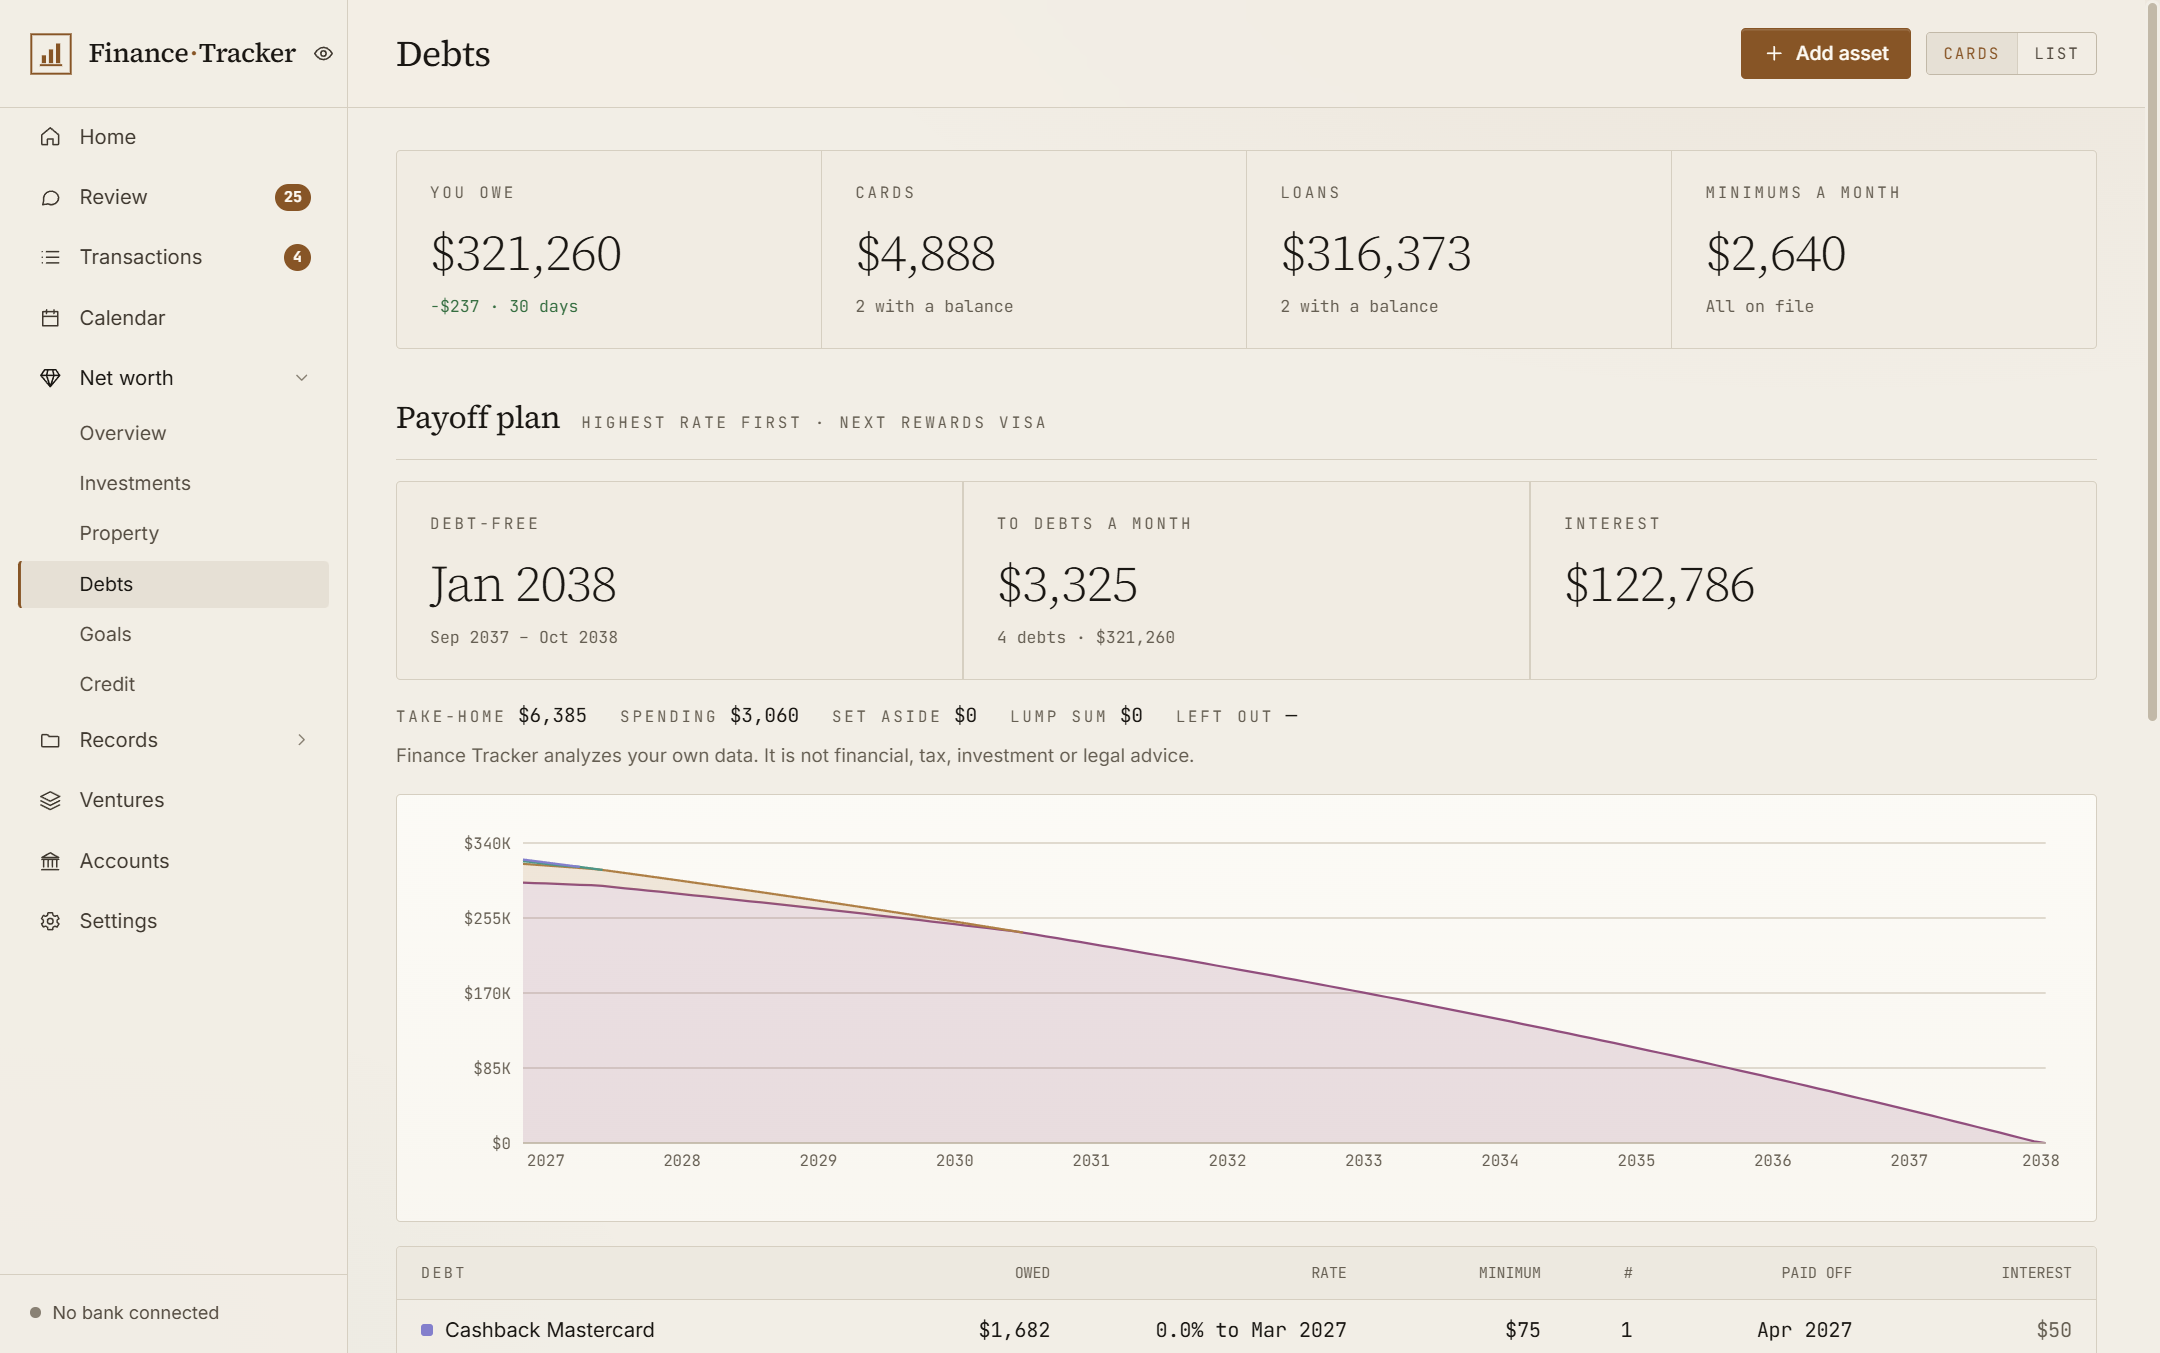 Finance·Tracker
Debts
+ Add asset
CARDS LIST
Home
Review 25
Transactions 4
Calendar
Net worth
Overview
Investments
Property
Debts
Goals
Credit
Records
Ventures
Accounts
Settings
No bank connected
YOU OWE
$321,260
-$237 · 30 days
CARDS
$4,888
2 with a balance
LOANS
$316,373
2 with a balance
MINIMUMS A MONTH
$2,640
All on file
Payoff plan HIGHEST RATE FIRST · NEXT REWARDS VISA
DEBT-FREE
Jan 2038
Sep 2037 – Oct 2038
TO DEBTS A MONTH
$3,325
4 debts · $321,260
INTEREST
$122,786
TAKE-HOME $6,385 SPENDING $3,060 SET ASIDE $0 LUMP SUM $0 LEFT OUT —
Finance Tracker analyzes your own data. It is not financial, tax, investment or legal advice.
$340K
$255K
$170K
$85K
$0
2027 2028 2029 2030 2031 2032 2033 2034 2035 2036 2037 2038
DEBT OWED RATE MINIMUM # PAID OFF INTEREST
Cashback Mastercard $1,682 0.0% to Mar 2027 $75 1 Apr 2027 $50